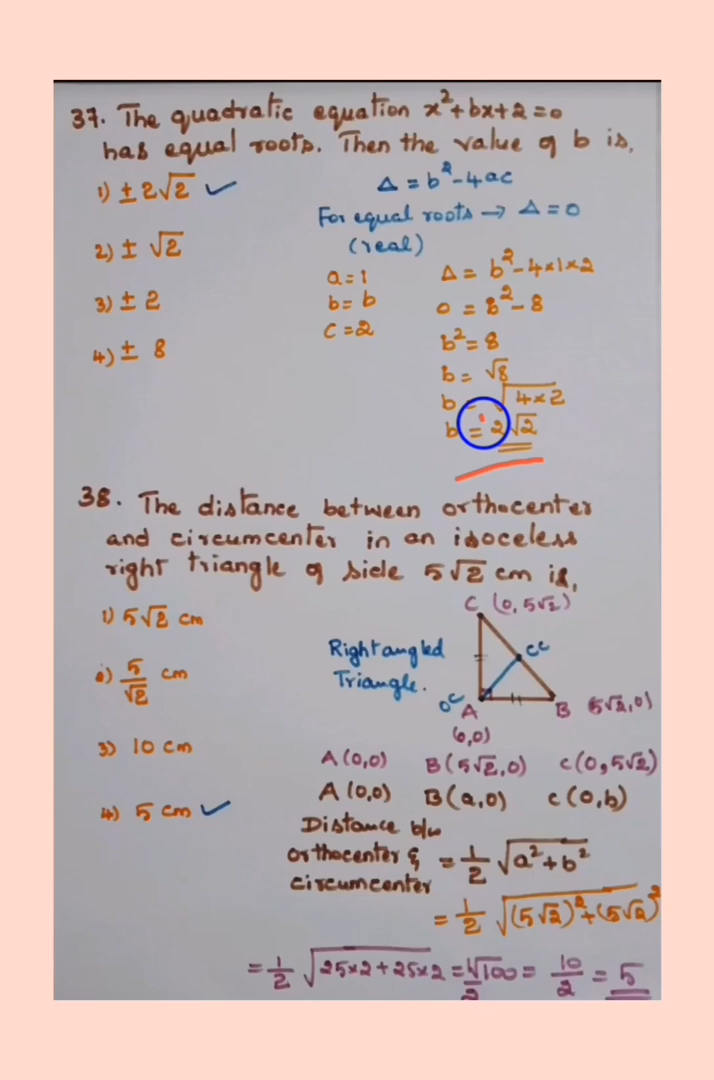 37. The quadratic equation x²+bx+2=0
has equal roots. Then the value of b is,
1) ± 2√2 ✓
Δ = b²-4ac
For equal roots → Δ = 0
(real)
2) ± √2
3) ± 2
4) ± 8
a = 1
b = b
c = 2
Δ = b²-4×1×2
0 = b²-8
b² = 8
b = √8
b = √4×2
b = 2√2
38. The distance between orthocenter
and circumcenter in an isoceless
right triangle of side 5√2 cm is,
1) 5√2 cm
2) 5/√2 cm
3) 10 cm
4) 5 cm ✓
C (0,5√2)
Rightangled
Triangle.
CC
OC
A
(0,0)
B (5√2,0)
A(0,0) B(5√2,0) C(0,5√2)
A(0,0) B(a,0) C(0,b)
Distance b/w
orthocenter &
circumcenter
= 1/2 √a²+b²
= 1/2 √(5√2)²+(5√2)²
= 1/2 √25×2+25×2 = √100/2 = 10/2 = 5